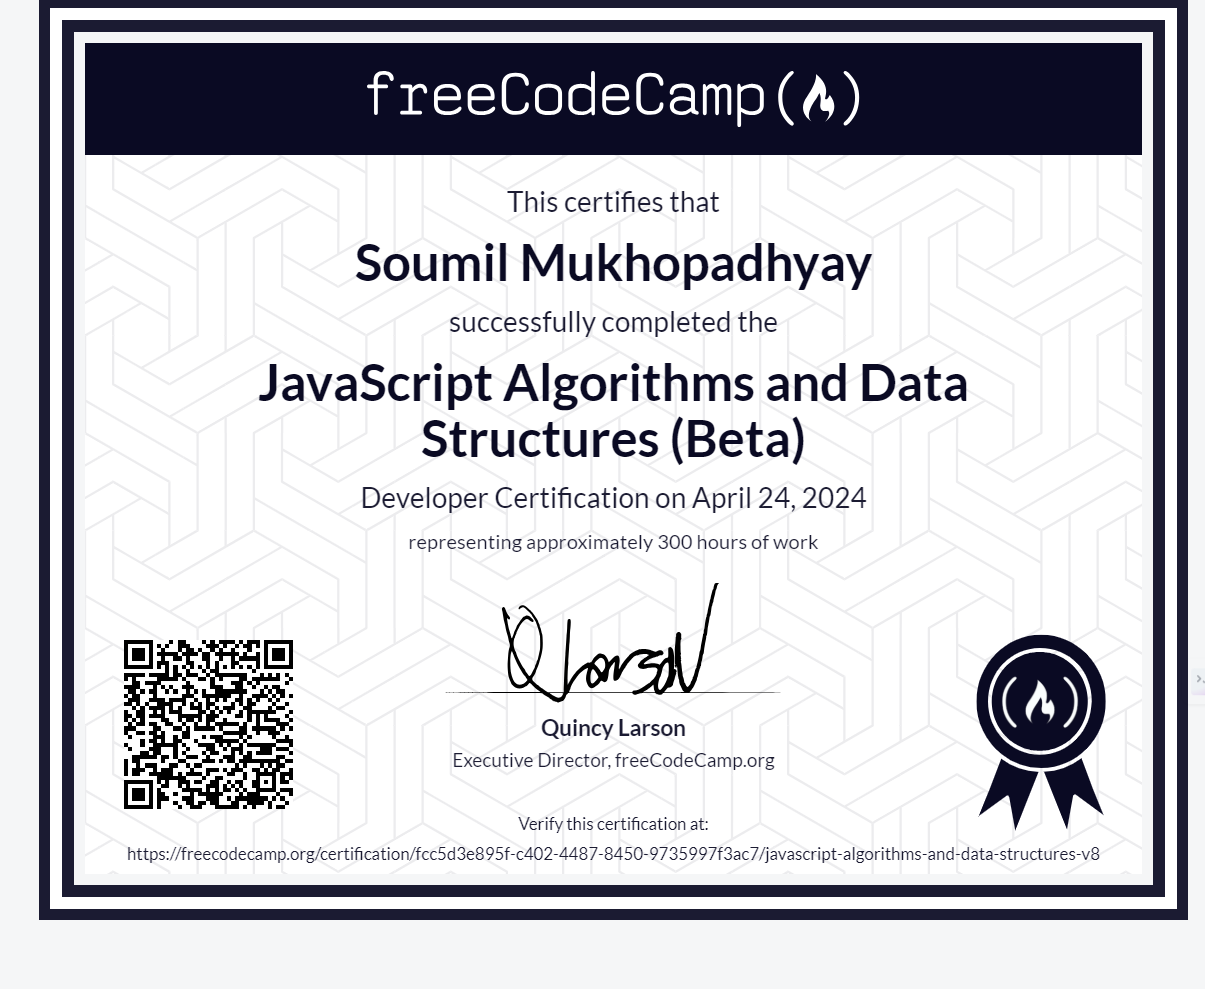 freeCodeCamp
This certifies that
Soumil Mukhopadhyay
successfully completed the
JavaScript Algorithms and Data
Structures (Beta)
Developer Certification on April 24, 2024
representing approximately 300 hours of work
Q Larson
Quincy Larson
Executive Director, freeCodeCamp.org
Verify this certification at:
https://freecodecamp.org/certification/fcc5d3e895f-c402-4487-8450-9735997f3ac7/javascript-algorithms-and-data-structures-v8